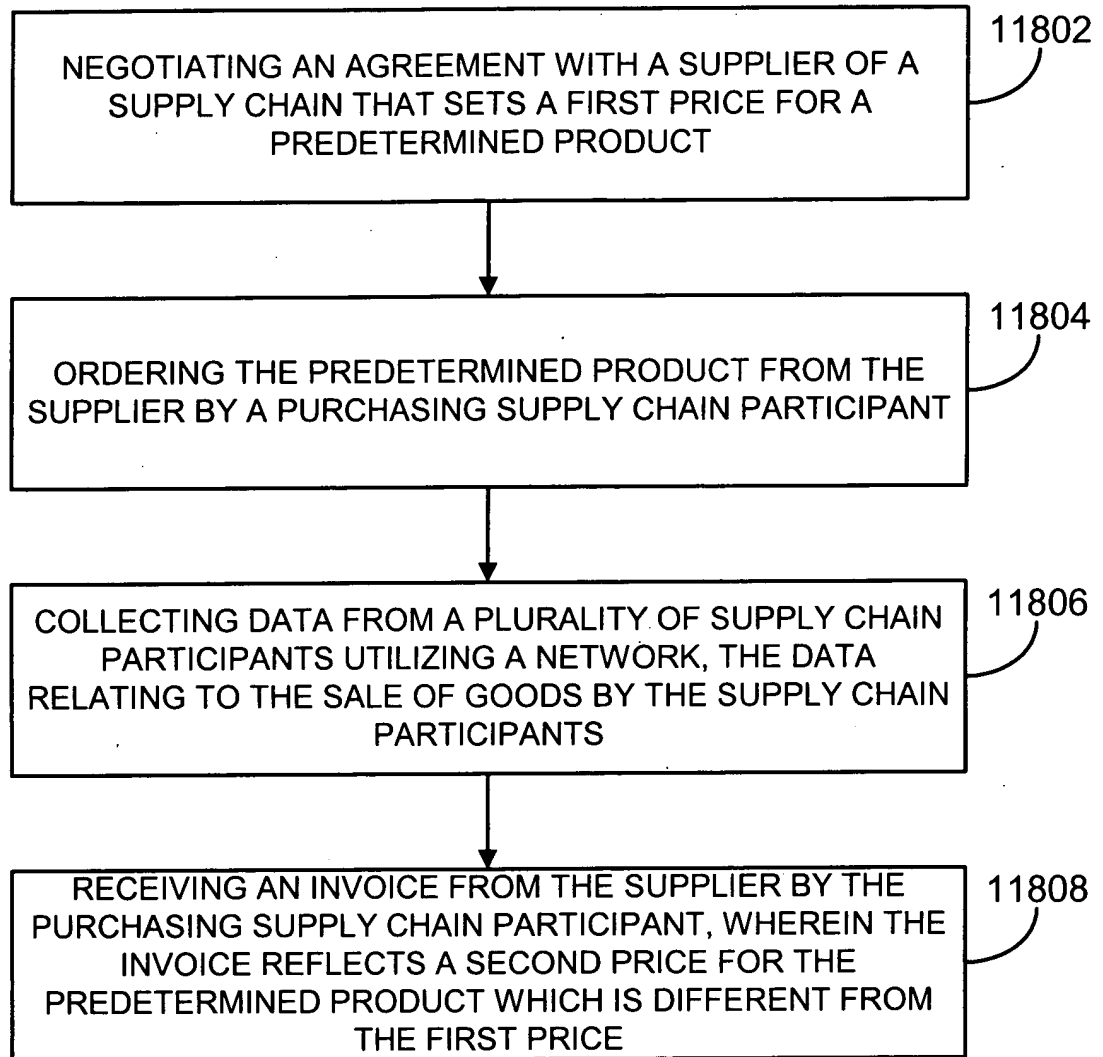 11802
NEGOTIATING AN AGREEMENT WITH A SUPPLIER OF A
SUPPLY CHAIN THAT SETS A FIRST PRICE FOR A
PREDETERMINED PRODUCT
11804
ORDERING THE PREDETERMINED PRODUCT FROM THE
SUPPLIER BY A PURCHASING SUPPLY CHAIN PARTICIPANT
11806
COLLECTING DATA FROM A PLURALITY OF SUPPLY CHAIN
PARTICIPANTS UTILIZING A NETWORK, THE DATA
RELATING TO THE SALE OF GOODS BY THE SUPPLY CHAIN
PARTICIPANTS
11808
RECEIVING AN INVOICE FROM THE SUPPLIER BY THE
PURCHASING SUPPLY CHAIN PARTICIPANT, WHEREIN THE
INVOICE REFLECTS A SECOND PRICE FOR THE
PREDETERMINED PRODUCT WHICH IS DIFFERENT FROM
THE FIRST PRICE